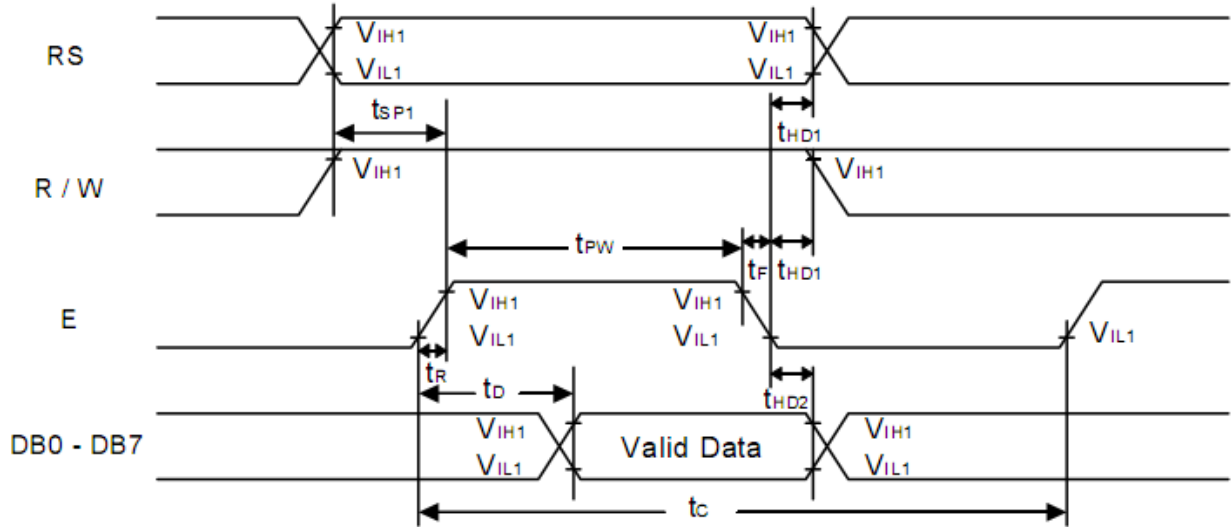 RS
VIH1
VIH1
VIL1
VIL1
tSP1
tHD1
R / W
VIH1
VIH1
tPW
tF
tHD1
E
VIH1
VIH1
VIL1
VIL1
VIL1
tR
tD
tHD2
DB0 - DB7
VIH1
Valid Data
VIH1
VIL1
VIL1
tC